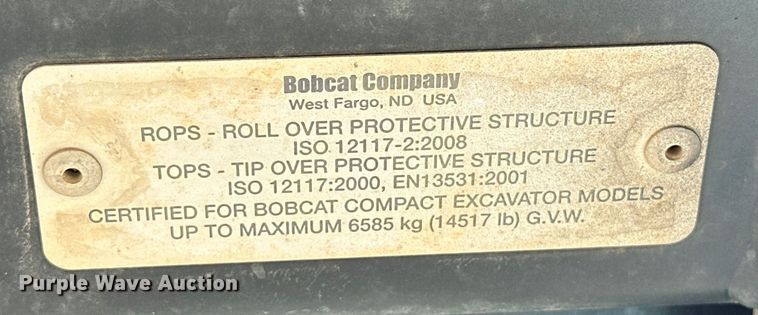 Bobcat Company
West Fargo, ND USA
ROPS - ROLL OVER PROTECTIVE STRUCTURE
ISO 12117-2:2008
TOPS - TIP OVER PROTECTIVE STRUCTURE
ISO 12117:2000, EN13531:2001
CERTIFIED FOR BOBCAT COMPACT EXCAVATOR MODELS
UP TO MAXIMUM 6585 kg (14517 lb) G.V.W.
Purple Wave Auction